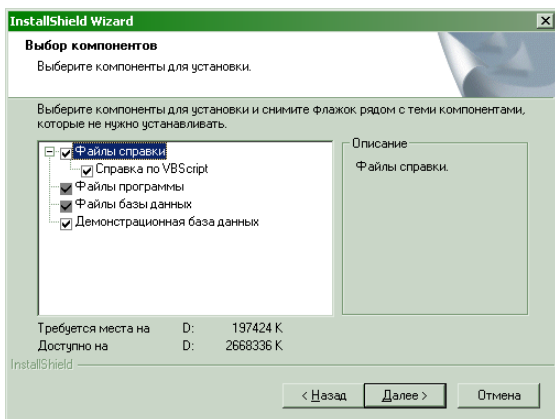 InstallShield Wizard
Выбор компонентов
Выберите компоненты для установки.
Выберите компоненты для установки и снимите флажок рядом с теми компонентами,
которые не нужно устанавливать.
Файлы справки
Справка по VBScript
Файлы программы
Файлы базы данных
Демонстрационная база данных
Описание
Файлы справки.
Требуется места на D: 197424 K
Доступно на D: 2668336 K
InstallShield
< Назад Далее > Отмена